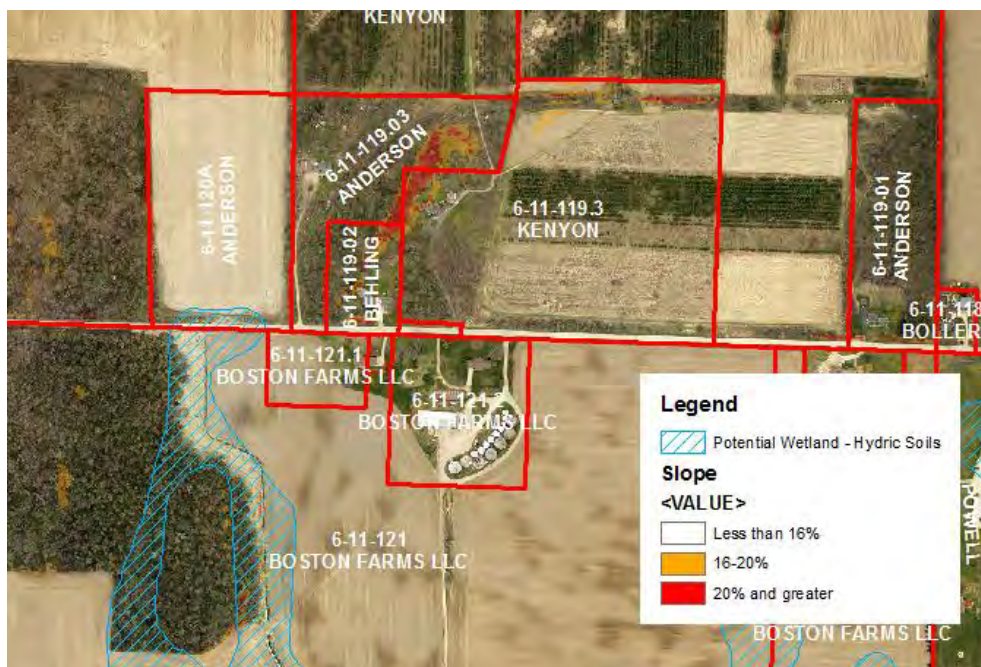 KENYON
6-11-119.03
ANDERSON
6-11-120A
ANDERSON
6-11-119.02
BEHLING
6-11-119.3
KENYON
6-11-119.01
ANDERSON
6-11-118
BOLLER
6-11-121.1
BOSTON FARMS LLC
6-11-121.2
BOSTON FARMS LLC
6-11-121
BOSTON FARMS LLC
POWELL
BOSTON FARMS LLC
Legend
Potential Wetland - Hydric Soils
Slope
<VALUE>
Less than 16%
16-20%
20% and greater